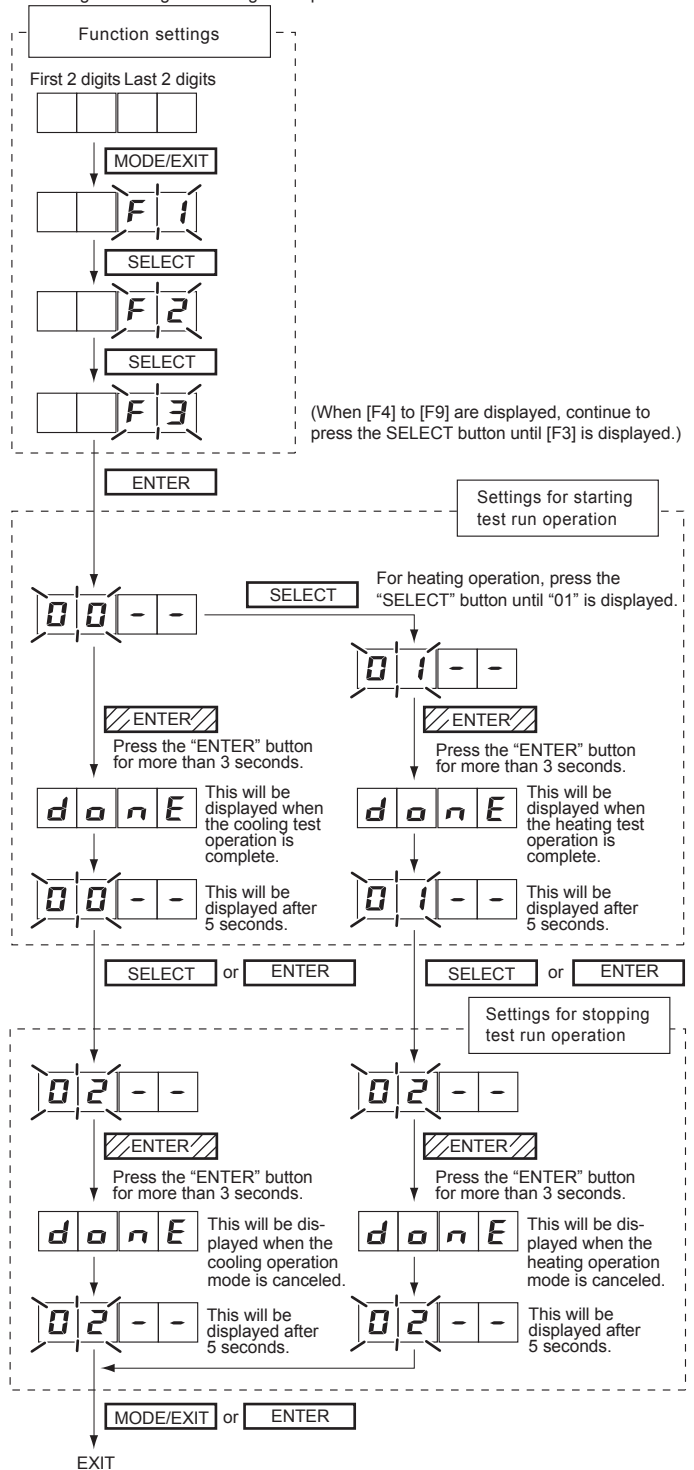 Function settings
First 2 digits Last 2 digits
MODE/EXIT
F 1
SELECT
F 2
SELECT
F 3
(When [F4] to [F9] are displayed, continue to
press the SELECT button until [F3] is displayed.)
ENTER
Settings for starting
test run operation
0 0 - -
SELECT
For heating operation, press the
“SELECT” button until “01” is displayed.
0 1 - -
ENTER
Press the “ENTER” button
for more than 3 seconds.
d o n E
This will be
displayed when
the cooling test
operation is
complete.
0 0 - -
This will be
displayed after
5 seconds.
ENTER
Press the “ENTER” button
for more than 3 seconds.
d o n E
This will be
displayed when
the heating test
operation is
complete.
0 1 - -
This will be
displayed after
5 seconds.
SELECT or ENTER
SELECT or ENTER
Settings for stopping
test run operation
0 2 - -
ENTER
Press the “ENTER” button
for more than 3 seconds.
d o n E
This will be dis-
played when the
cooling operation
mode is canceled.
0 2 - -
This will be
displayed after
5 seconds.
0 2 - -
ENTER
Press the “ENTER” button
for more than 3 seconds.
d o n E
This will be dis-
played when the
heating operation
mode is canceled.
0 2 - -
This will be
displayed after
5 seconds.
MODE/EXIT or ENTER
EXIT